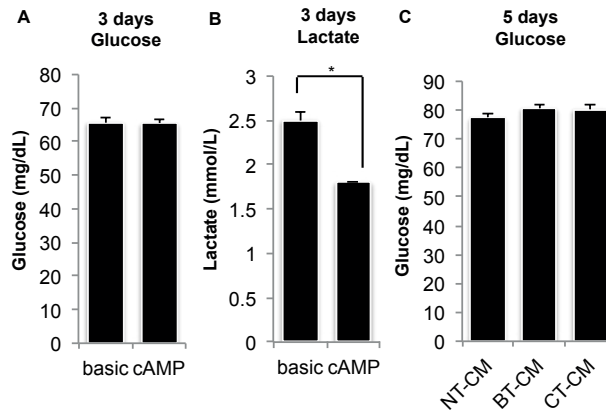 A
3 days
Glucose
Glucose (mg/dL)
80
70
60
50
40
30
20
10
0
basic cAMP
B
3 days
Lactate
*
Lactate (mmol/L)
3
2.5
2
1.5
1
0.5
0
basic cAMP
C
5 days
Glucose
Glucose (mg/dL)
90
80
70
60
50
40
30
20
10
0
NT-CM
BT-CM
CT-CM